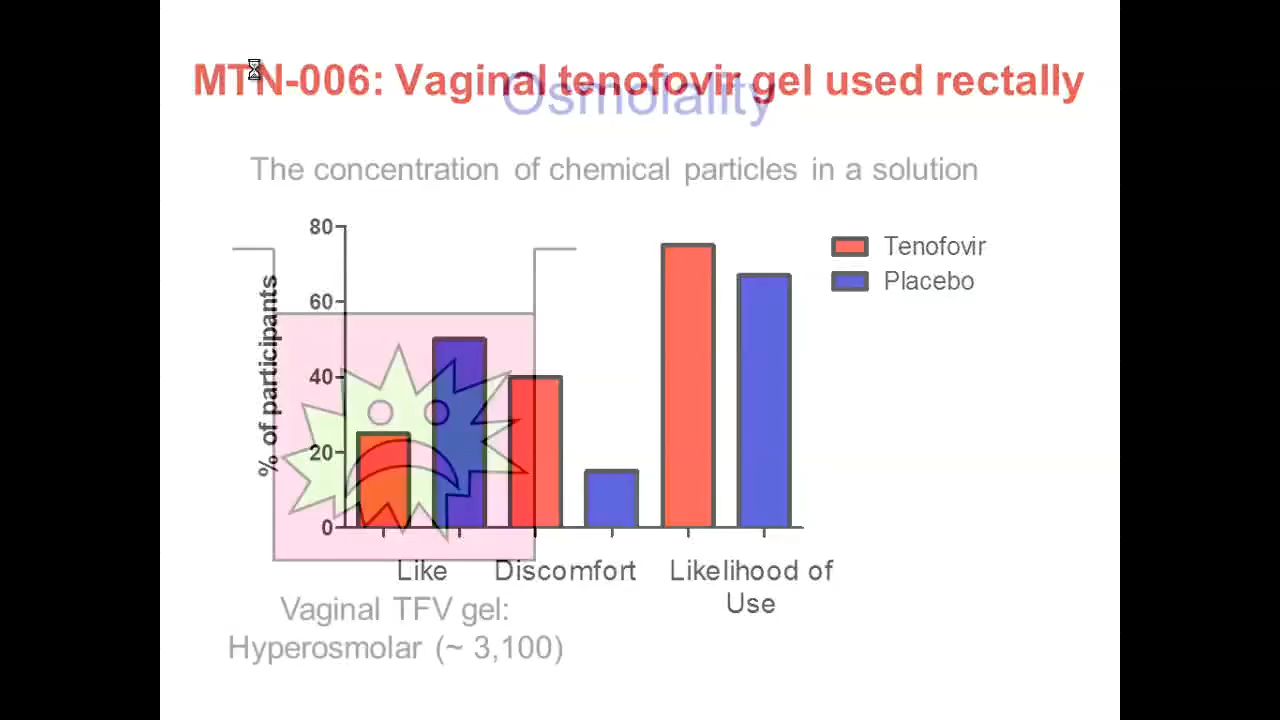 MTN-006: Vaginal tenofovir gel used rectally
Osmolality
The concentration of chemical particles in a solution
80
60
40
20
0
% of participants
Tenofovir
Placebo
Like
Discomfort
Likelihood of
Use
Vaginal TFV gel:
Hyperosmolar (~ 3,100)